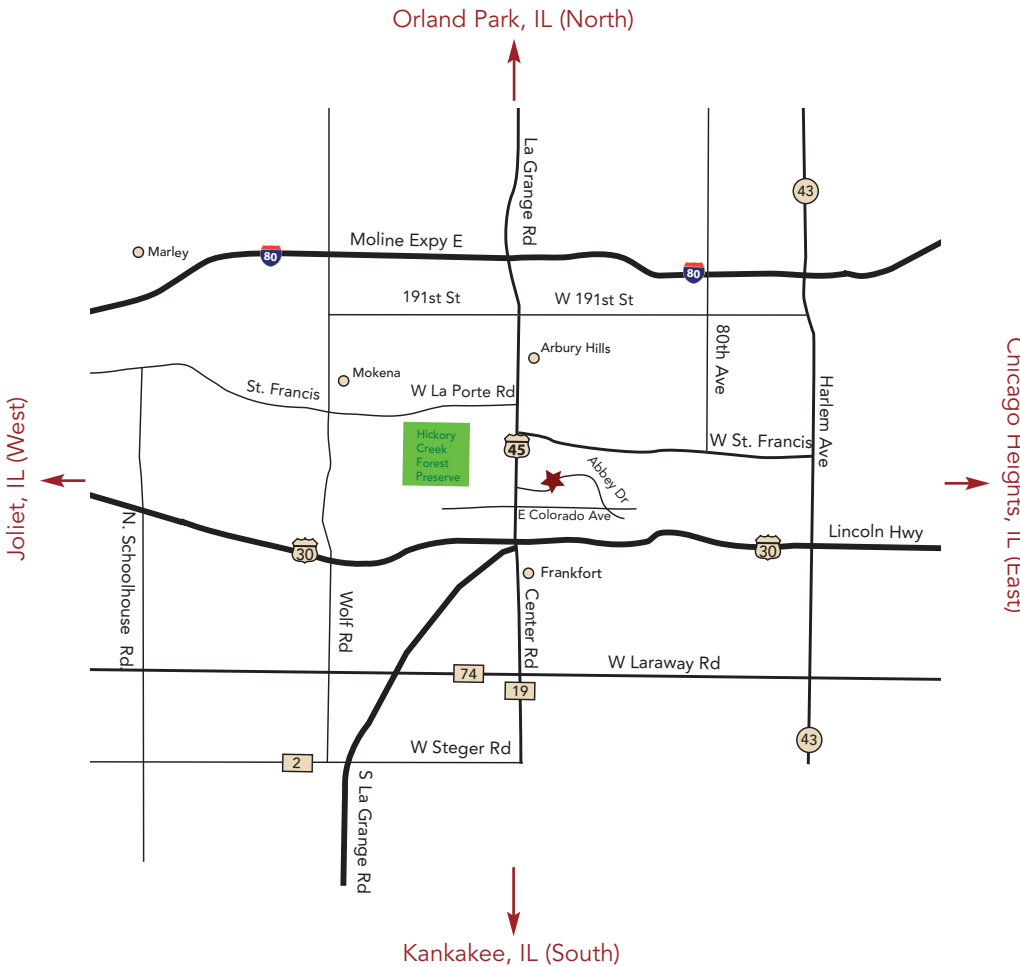 Orland Park, IL (North)
La Grange Rd
43
Marley
80
Moline Expy E
80
191st St
W 191st St
80th Ave
Arbury Hills
Mokena
St. Francis
W La Porte Rd
Harlem Ave
Chicago Heights, IL (East)
Joliet, IL (West)
Hickory
Creek
Forest
Preserve
45
W St. Francis
Abbey Dr
E Colorado Ave
N. Schoolhouse Rd.
30
30
Lincoln Hwy
Frankfort
Wolf Rd
Center Rd
W Laraway Rd
74
19
W Steger Rd
43
2
S La Grange Rd
Kankakee, IL (South)